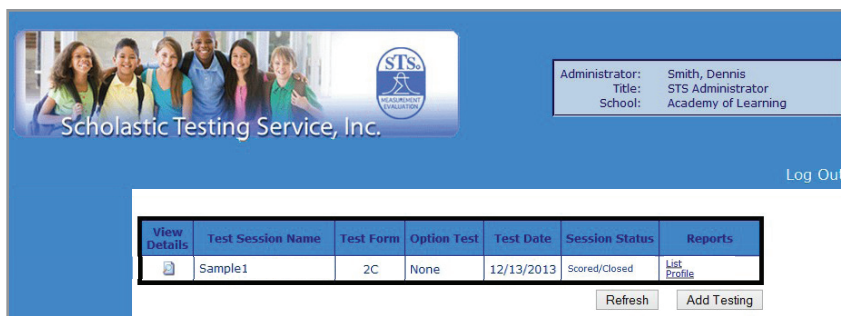 STS®
MEASUREMENT
EVALUATION
Scholastic Testing Service, Inc.
Administrator: Smith, Dennis
Title: STS Administrator
School: Academy of Learning
Log Out
View Details Test Session Name Test Form Option Test Test Date Session Status Reports
Sample1 2C None 12/13/2013 Scored/Closed List
Profile
Refresh Add Testing